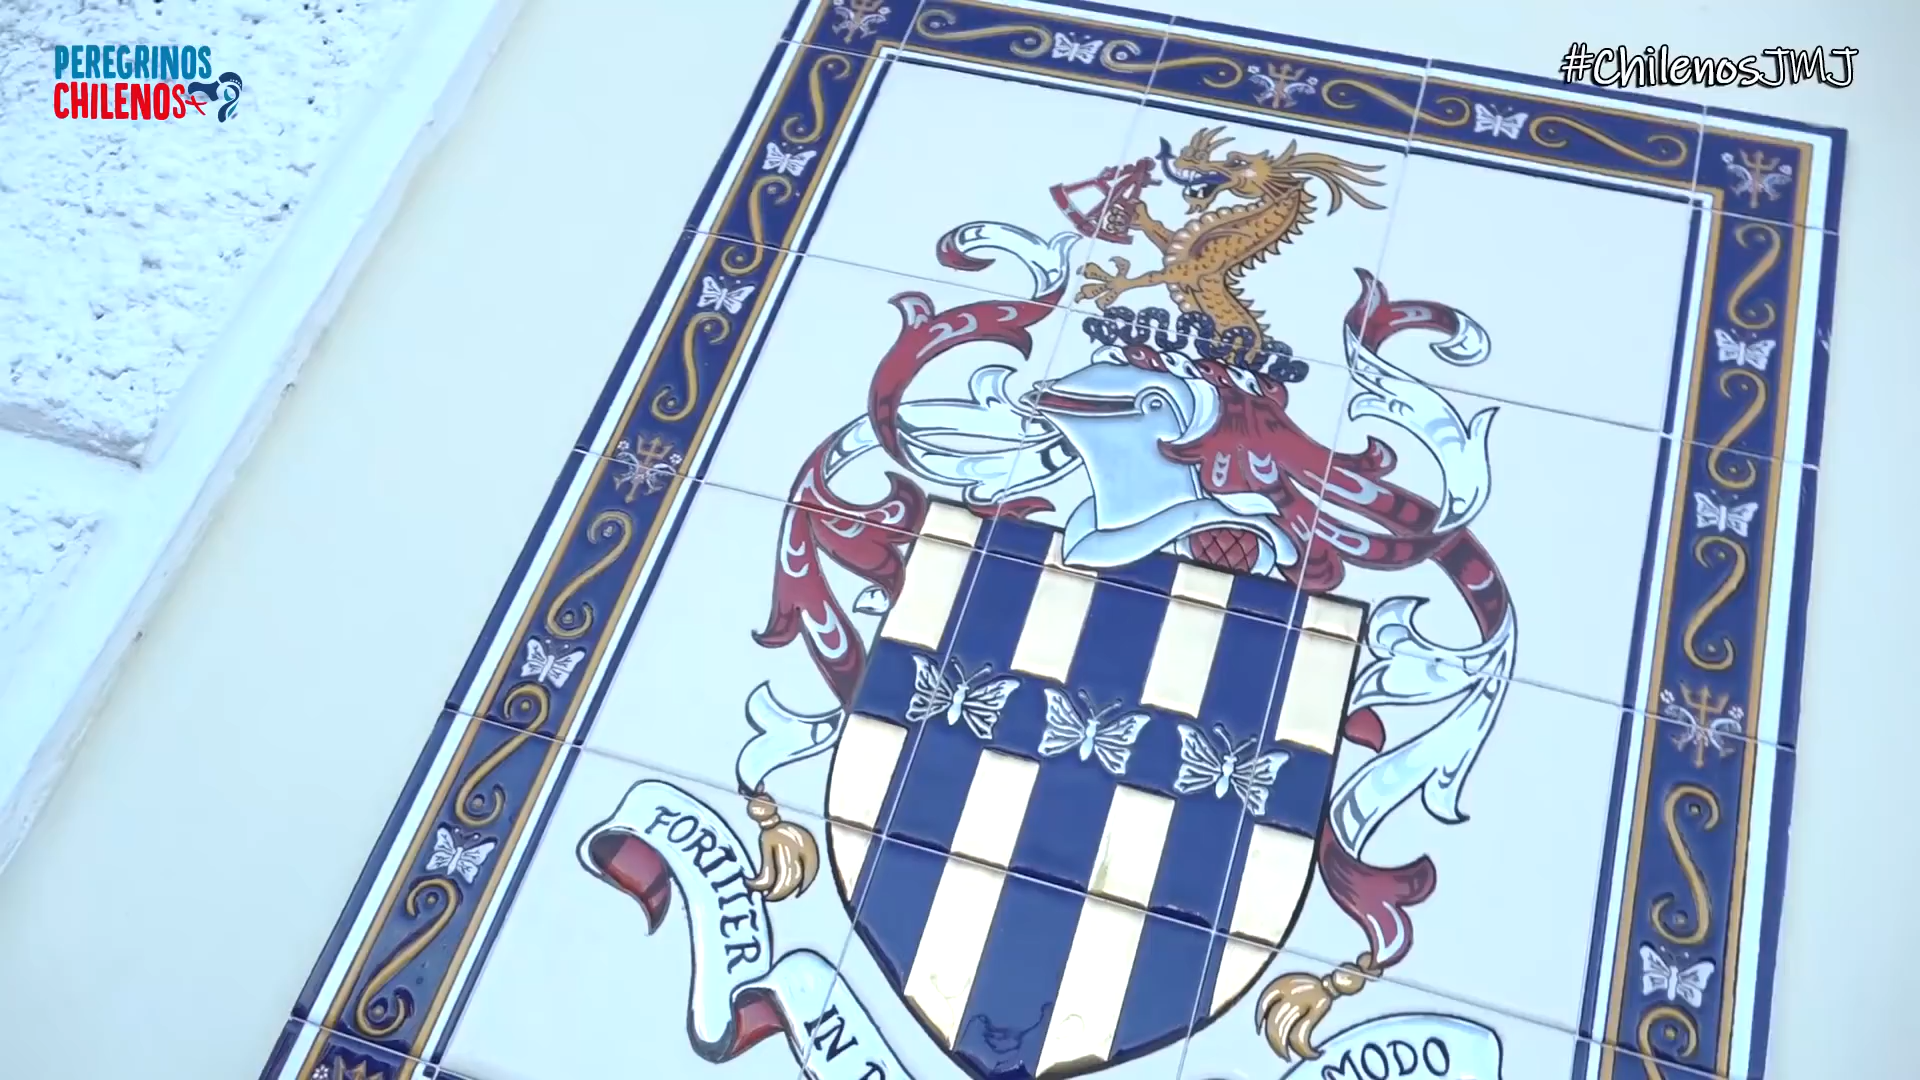 PEREGRINOS
CHILENOS
#ChilenosJMJ
FORTITER
IN
MODO